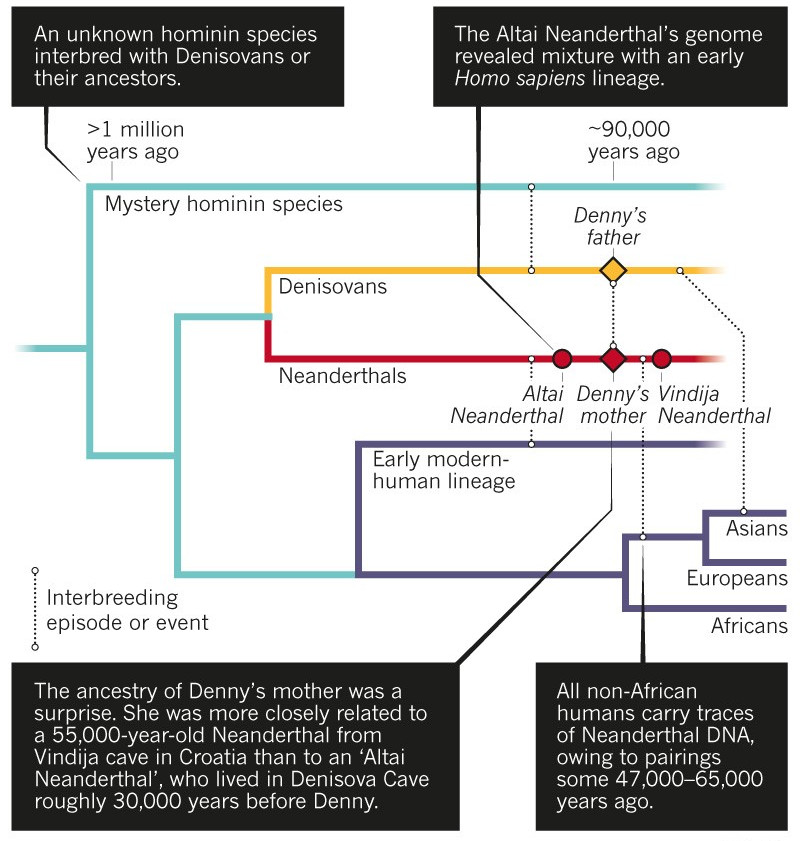 An unknown hominin species
interbred with Denisovans or
their ancestors.
The Altai Neanderthal’s genome
revealed mixture with an early
Homo sapiens lineage.
>1 million
years ago
~90,000
years ago
Mystery hominin species
Denny’s
father
Denisovans
Neanderthals
Altai
Neanderthal
Denny’s
mother
Vindija
Neanderthal
Early modern-
human lineage
Asians
Europeans
Africans
Interbreeding
episode or event
The ancestry of Denny’s mother was a
surprise. She was more closely related to
a 55,000-year-old Neanderthal from
Vindija cave in Croatia than to an ‘Altai
Neanderthal’, who lived in Denisova Cave
roughly 30,000 years before Denny.
All non-African
humans carry traces
of Neanderthal DNA,
owing to pairings
some 47,000–65,000
years ago.